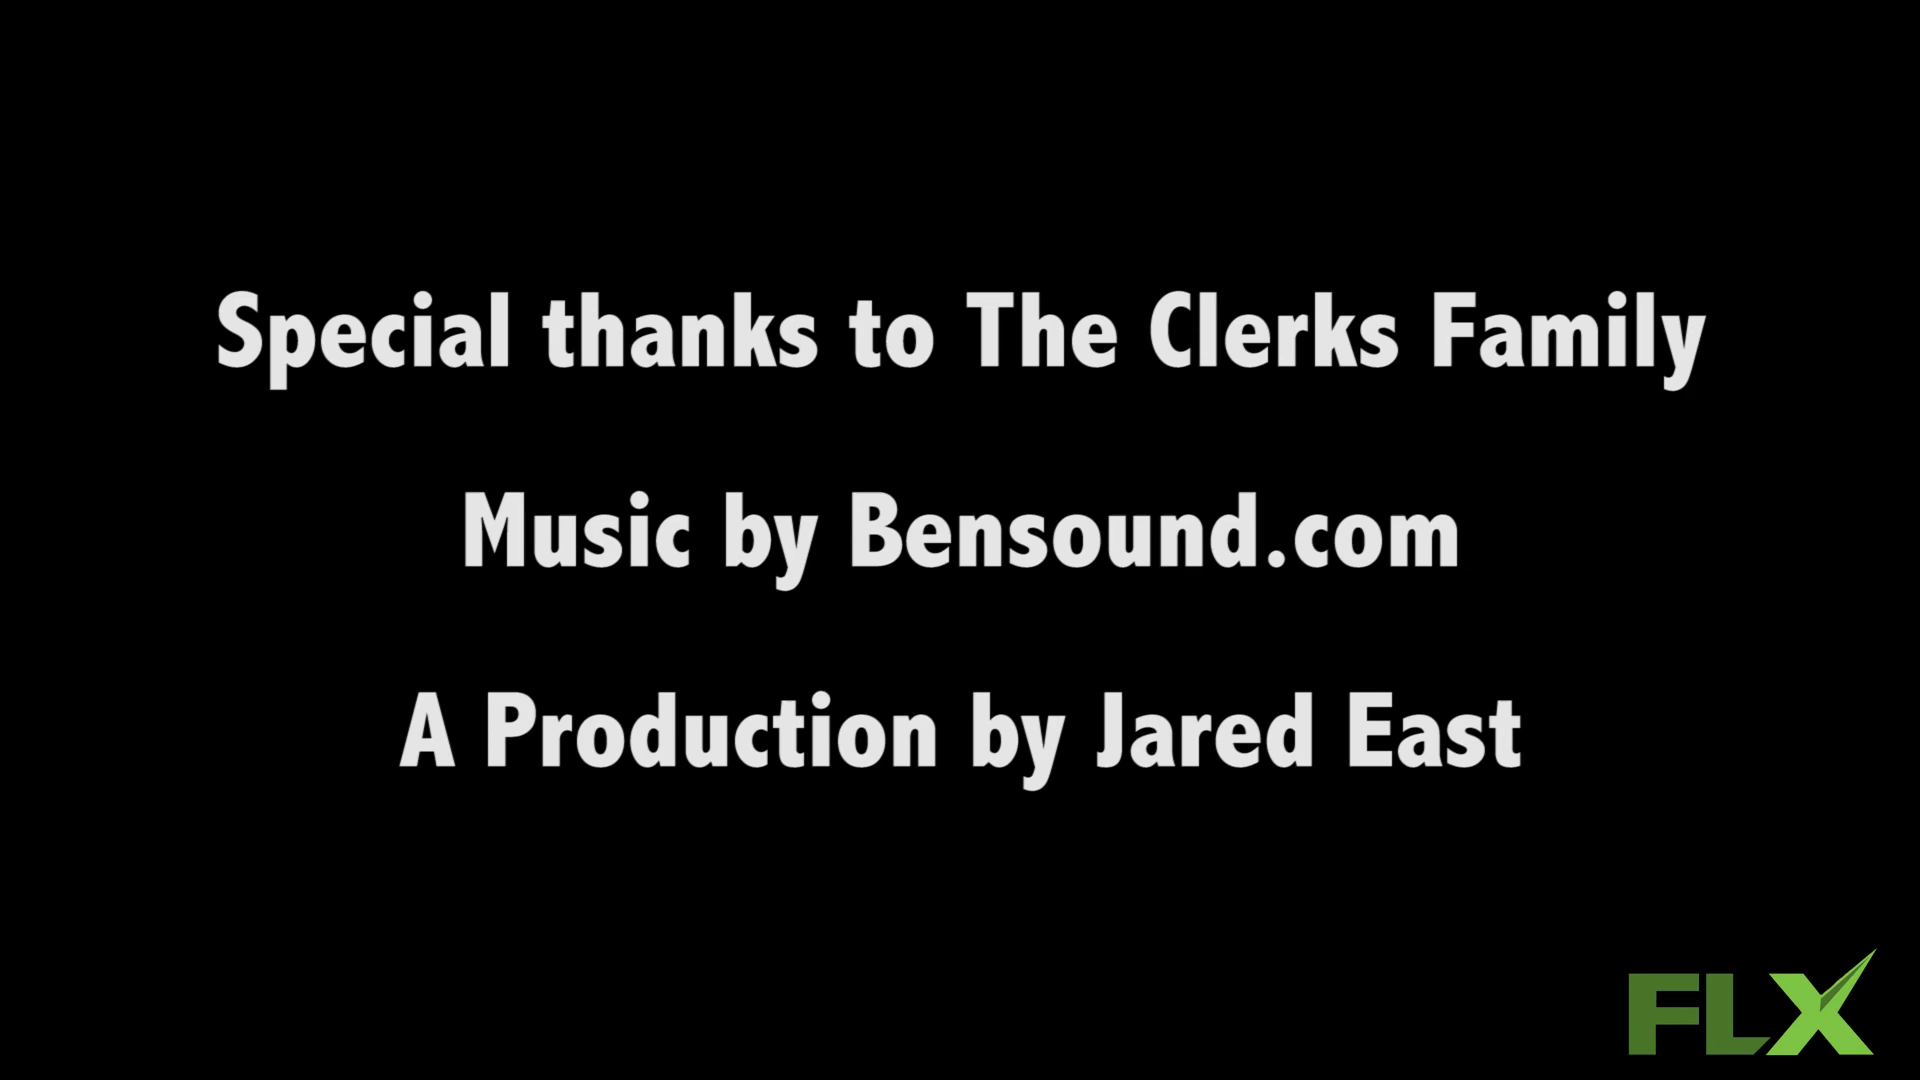 Special thanks to The Clerks Family
Music by Bensound.com
A Production by Jared East
FLX